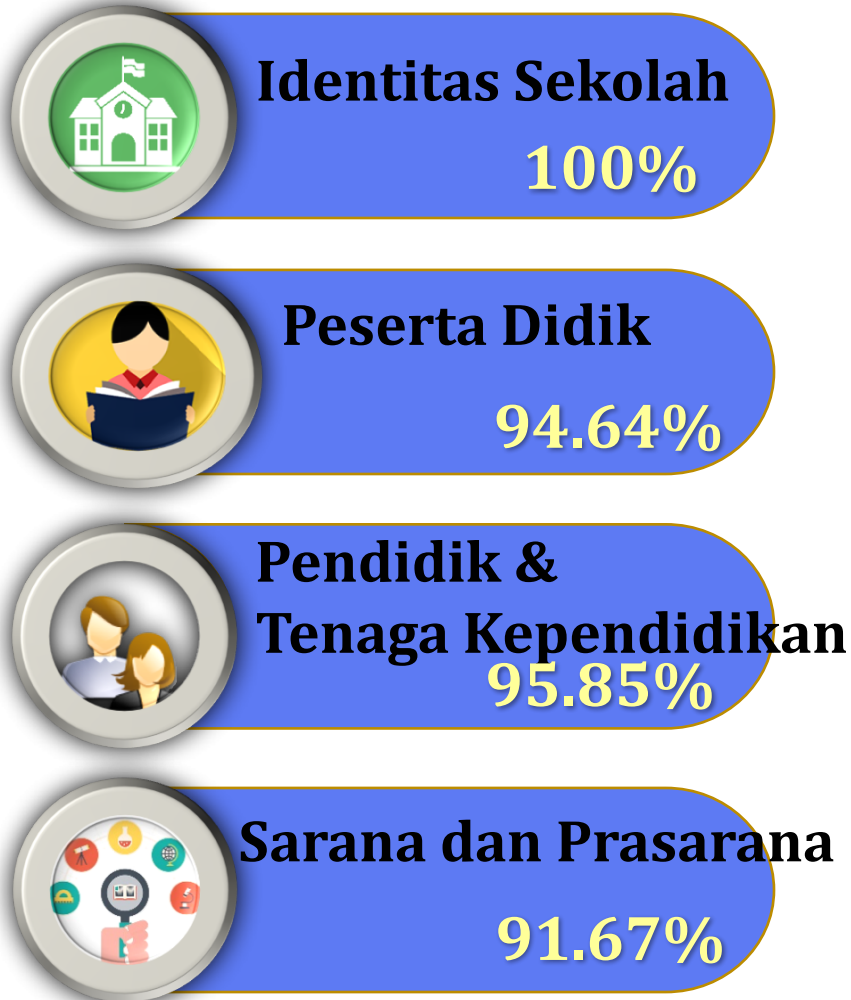 Identitas Sekolah
100%
Peserta Didik
94.64%
Pendidik &
Tenaga Kependidikan
95.85%
Sarana dan Prasarana
91.67%